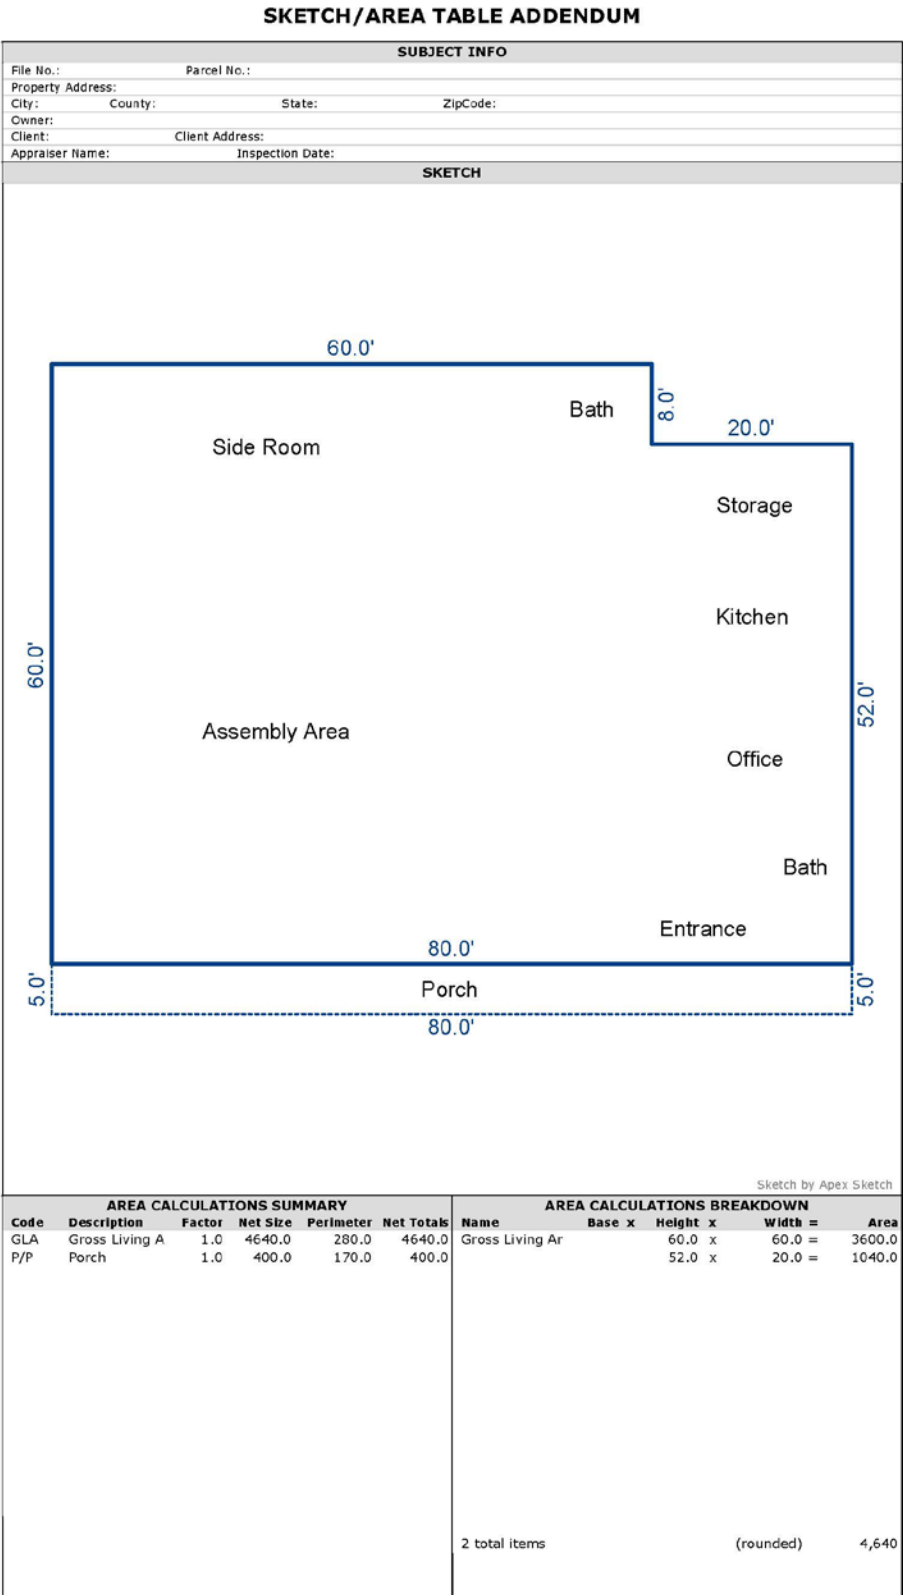 SKETCH/AREA TABLE ADDENDUM
SUBJECT INFO
File No.: Parcel No.:
Property Address:
City: County: State: ZipCode:
Owner:
Client: Client Address:
Appraiser Name: Inspection Date:
SKETCH
60.0'
Bath
8.0'
20.0'
Side Room
Storage
Kitchen
60.0'
52.0'
Assembly Area
Office
Bath
Entrance
80.0'
5.0'
Porch
5.0'
80.0'
Sketch by Apex Sketch
AREA CALCULATIONS SUMMARY
Code Description Factor Net Size Perimeter Net Totals
GLA Gross Living A 1.0 4640.0 280.0 4640.0
P/P Porch 1.0 400.0 170.0 400.0
AREA CALCULATIONS BREAKDOWN
Name Base x Height x Width = Area
Gross Living Ar 60.0 x 60.0 = 3600.0
52.0 x 20.0 = 1040.0
2 total items (rounded) 4,640